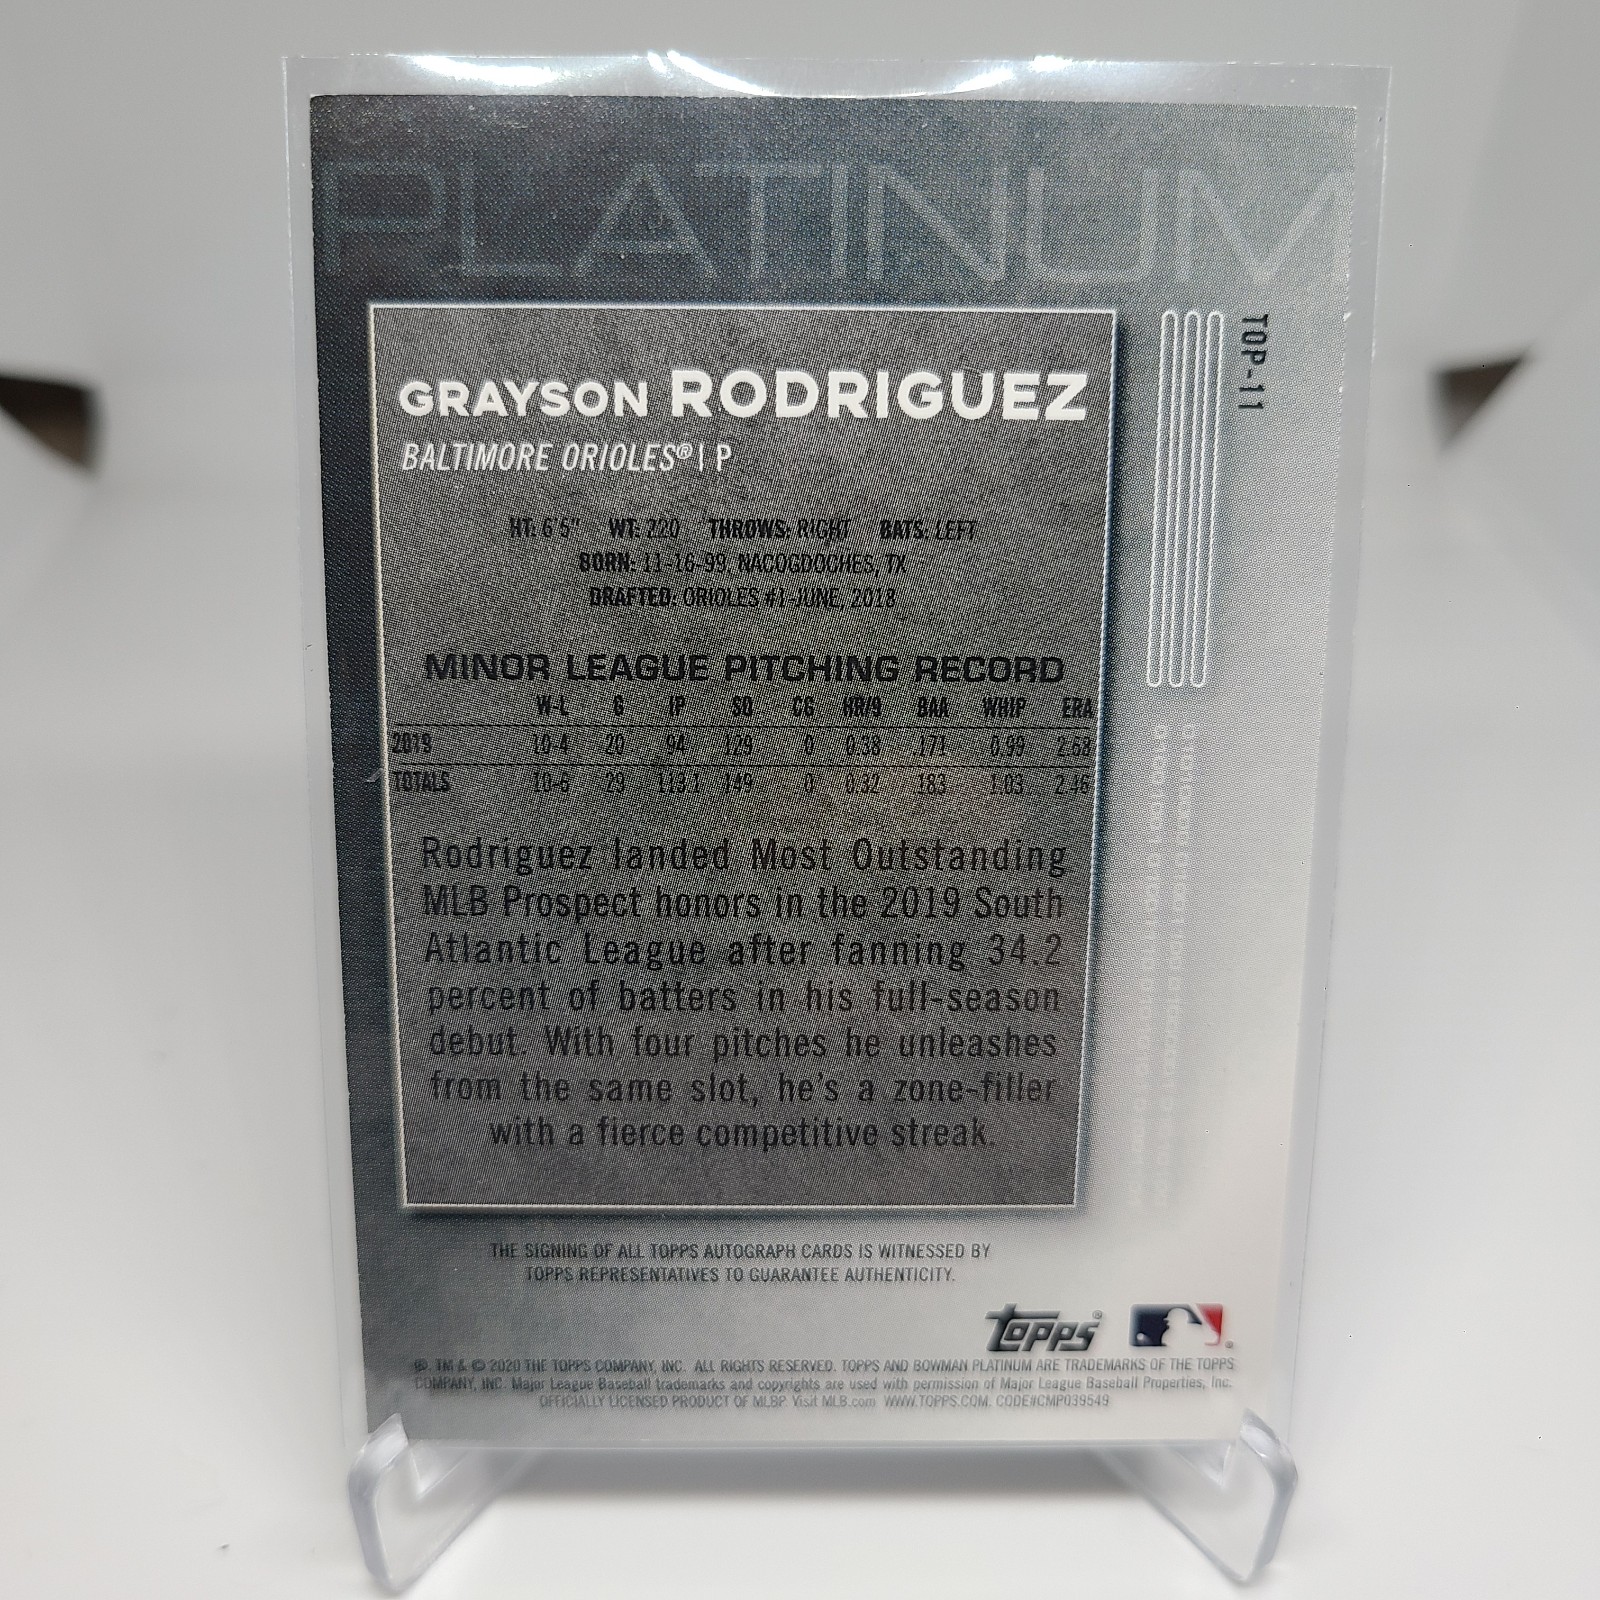 PLATINUM
TOP-11
GRAYSON RODRIGUEZ
BALTIMORE ORIOLES® | P
HT: 6'5" WT: 220 THROWS: RIGHT BATS: LEFT
BORN: 11-16-99, NACOGDOCHES, TX
DRAFTED: ORIOLES #1-JUNE, 2018
MINOR LEAGUE PITCHING RECORD
W-L G IP SO CG HR/9 BAA WHIP ERA
2019 10-4 20 94 129 0 0.38 .171 0.99 2.68
TOTALS 10-6 29 113.1 149 0 0.32 .183 1.03 2.46
Rodriguez landed Most Outstanding
MLB Prospect honors in the 2019 South
Atlantic League after fanning 34.2
percent of batters in his full-season
debut. With four pitches he unleashes
from the same slot, he's a zone-filler
with a fierce competitive streak.
THE SIGNING OF ALL TOPPS AUTOGRAPH CARDS IS WITNESSED BY
TOPPS REPRESENTATIVES TO GUARANTEE AUTHENTICITY.
topps®
®, TM & © 2020 THE TOPPS COMPANY, INC. ALL RIGHTS RESERVED. TOPPS AND BOWMAN PLATINUM ARE TRADEMARKS OF THE TOPPS
COMPANY, INC. Major League Baseball trademarks and copyrights are used with permission of Major League Baseball Properties, Inc.
OFFICIALLY LICENSED PRODUCT OF MLBP. Visit MLB.com WWW.TOPPS.COM. CODE#CMP039549